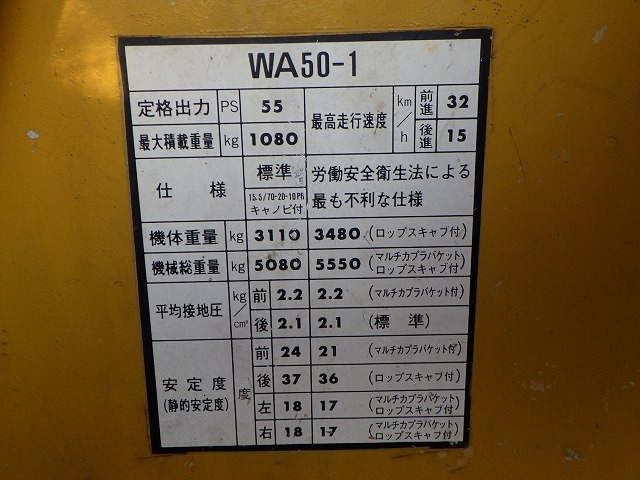 WA50-1
定格出力 PS 55 最高走行速度 km/h 前進 32
最大積載重量 kg 1080 後進 15
仕様 標準 15.5/70-20-10PR キャノピ付 労働安全衛生法による最も不利な仕様
機体重量 kg 3110 3480 (ロップスキャブ付)
機械総重量 kg 5080 5550 (マルチカプラバケット ロップスキャブ付)
平均接地圧 kg/cm² 前 2.2 2.2 (マルチカプラバケット付)
後 2.1 2.1 (標準)
安定度 (静的安定度) 度 前 24 21 (マルチカプラバケット付)
後 37 36 (ロップスキャブ付)
左 18 17 (マルチカプラバケット ロップスキャブ付)
右 18 17 (マルチカプラバケット ロップスキャブ付)